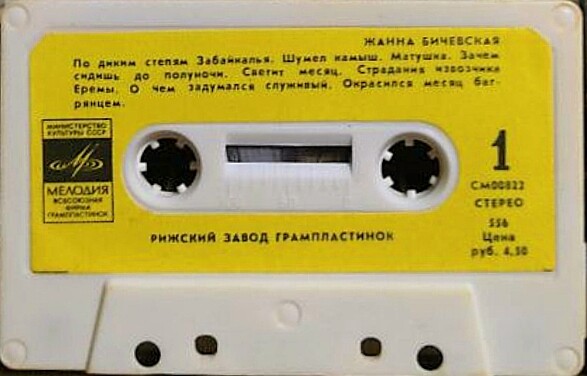 ЖАННА БИЧЕВСКАЯ
По диким степям Забайкалья. Шумел камыш. Матушка. Зачем
сидишь до полуночи. Светит месяц. Страдания извозчика
Еремы. О чем задумался служивый. Окрасился месяц баг-
рянцем.
МИНИСТЕРСТВО
КУЛЬТУРЫ СССР
МЕЛОДИЯ
ВСЕСОЮЗНАЯ
ФИРМА
ГРАМПЛАСТИНОК
1
СМ00822
СТЕРЕО
556
Цена
руб. 4,50
РИЖСКИЙ ЗАВОД ГРАМПЛАСТИНОК